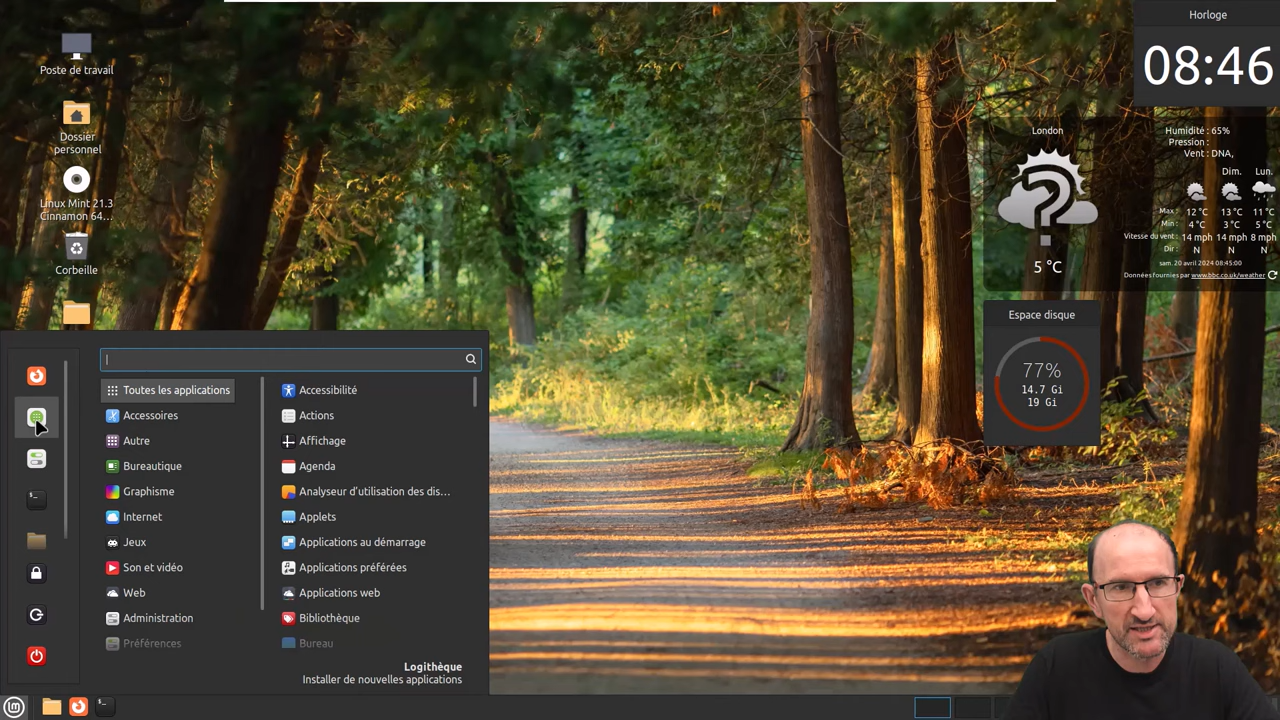 Poste de travail
Dossier
personnel
Linux Mint 21.3
Cinnamon 64...
Corbeille
Horloge
08:46
London
5 °C
Humidité : 65%
Pression :
Vent : DNA,
Dim. Lun.
Max : 12 °C 13 °C 11 °C
Min : 4 °C 3 °C 5 °C
Vitesse du vent : 14 mph 14 mph 8 mph
Dir : N N N
sam. 20 avril 2024 08:45:00
Données fournies par www.bbc.co.uk/weather
Espace disque
77%
14.7 Gi
19 Gi
Toutes les applications
Accessoires
Autre
Bureautique
Graphisme
Internet
Jeux
Son et vidéo
Web
Administration
Préférences
Accessibilité
Actions
Affichage
Agenda
Analyseur d'utilisation des dis...
Applets
Applications au démarrage
Applications préférées
Applications web
Bibliothèque
Bureau
Logithèque
Installer de nouvelles applications